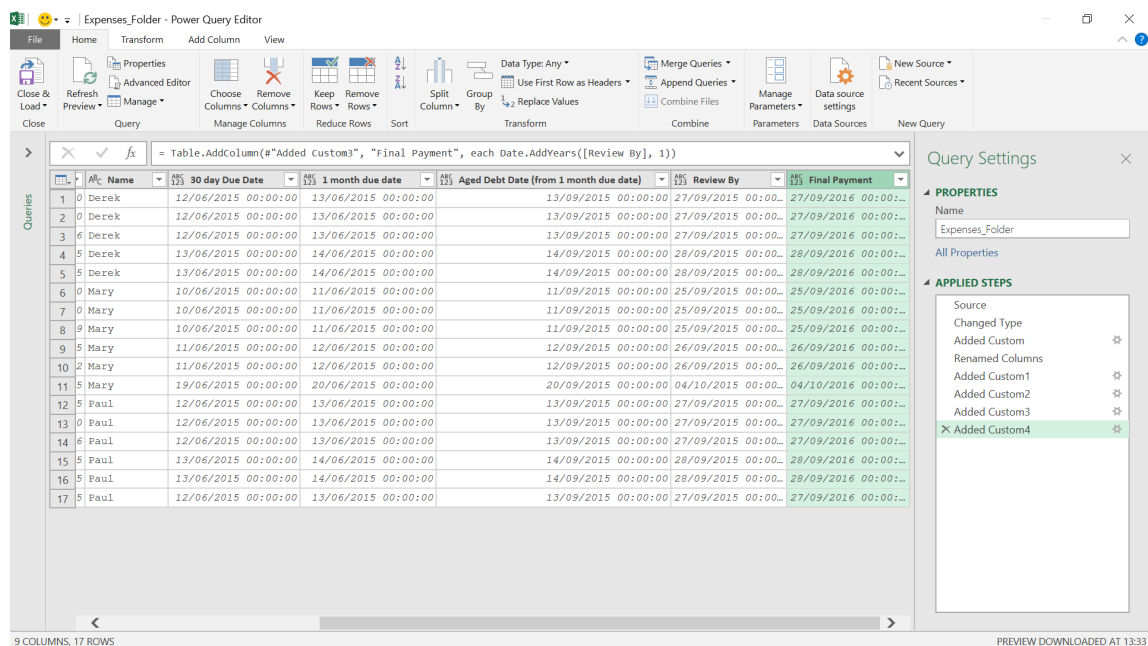 Expenses_Folder - Power Query Editor
File Home Transform Add Column View
Close & Load
Close
Refresh Preview
Properties
Advanced Editor
Manage
Query
Choose Columns
Remove Columns
Manage Columns
Keep Rows
Remove Rows
Reduce Rows
Sort
Split Column
Group By
Data Type: Any
Use First Row as Headers
Replace Values
Transform
Merge Queries
Append Queries
Combine Files
Combine
Manage Parameters
Parameters
Data source settings
Data Sources
New Source
Recent Sources
New Query
fx = Table.AddColumn(#"Added Custom3", "Final Payment", each Date.AddYears([Review By], 1))
Queries
Name 30 day Due Date 1 month due date Aged Debt Date (from 1 month due date) Review By Final Payment
1 0 Derek 12/06/2015 00:00:00 13/06/2015 00:00:00 13/09/2015 00:00:00 27/09/2015 00:00… 27/09/2016 00:00:…
2 0 Derek 12/06/2015 00:00:00 13/06/2015 00:00:00 13/09/2015 00:00:00 27/09/2015 00:00… 27/09/2016 00:00:…
3 6 Derek 12/06/2015 00:00:00 13/06/2015 00:00:00 13/09/2015 00:00:00 27/09/2015 00:00… 27/09/2016 00:00:…
4 5 Derek 13/06/2015 00:00:00 14/06/2015 00:00:00 14/09/2015 00:00:00 28/09/2015 00:00… 28/09/2016 00:00:…
5 5 Derek 13/06/2015 00:00:00 14/06/2015 00:00:00 14/09/2015 00:00:00 28/09/2015 00:00… 28/09/2016 00:00:…
6 0 Mary 10/06/2015 00:00:00 11/06/2015 00:00:00 11/09/2015 00:00:00 25/09/2015 00:00… 25/09/2016 00:00:…
7 0 Mary 10/06/2015 00:00:00 11/06/2015 00:00:00 11/09/2015 00:00:00 25/09/2015 00:00… 25/09/2016 00:00:…
8 9 Mary 10/06/2015 00:00:00 11/06/2015 00:00:00 11/09/2015 00:00:00 25/09/2015 00:00… 25/09/2016 00:00:…
9 5 Mary 11/06/2015 00:00:00 12/06/2015 00:00:00 12/09/2015 00:00:00 26/09/2015 00:00… 26/09/2016 00:00:…
10 2 Mary 11/06/2015 00:00:00 12/06/2015 00:00:00 12/09/2015 00:00:00 26/09/2015 00:00… 26/09/2016 00:00:…
11 5 Mary 19/06/2015 00:00:00 20/06/2015 00:00:00 20/09/2015 00:00:00 04/10/2015 00:00… 04/10/2016 00:00:…
12 5 Paul 12/06/2015 00:00:00 13/06/2015 00:00:00 13/09/2015 00:00:00 27/09/2015 00:00… 27/09/2016 00:00:…
13 0 Paul 12/06/2015 00:00:00 13/06/2015 00:00:00 13/09/2015 00:00:00 27/09/2015 00:00… 27/09/2016 00:00:…
14 6 Paul 12/06/2015 00:00:00 13/06/2015 00:00:00 13/09/2015 00:00:00 27/09/2015 00:00… 27/09/2016 00:00:…
15 5 Paul 13/06/2015 00:00:00 14/06/2015 00:00:00 14/09/2015 00:00:00 28/09/2015 00:00… 28/09/2016 00:00:…
16 5 Paul 13/06/2015 00:00:00 14/06/2015 00:00:00 14/09/2015 00:00:00 28/09/2015 00:00… 28/09/2016 00:00:…
17 5 Paul 12/06/2015 00:00:00 13/06/2015 00:00:00 13/09/2015 00:00:00 27/09/2015 00:00… 27/09/2016 00:00:…
Query Settings
PROPERTIES
Name
Expenses_Folder
All Properties
APPLIED STEPS
Source
Changed Type
Added Custom
Renamed Columns
Added Custom1
Added Custom2
Added Custom3
Added Custom4
9 COLUMNS, 17 ROWS
PREVIEW DOWNLOADED AT 13:33